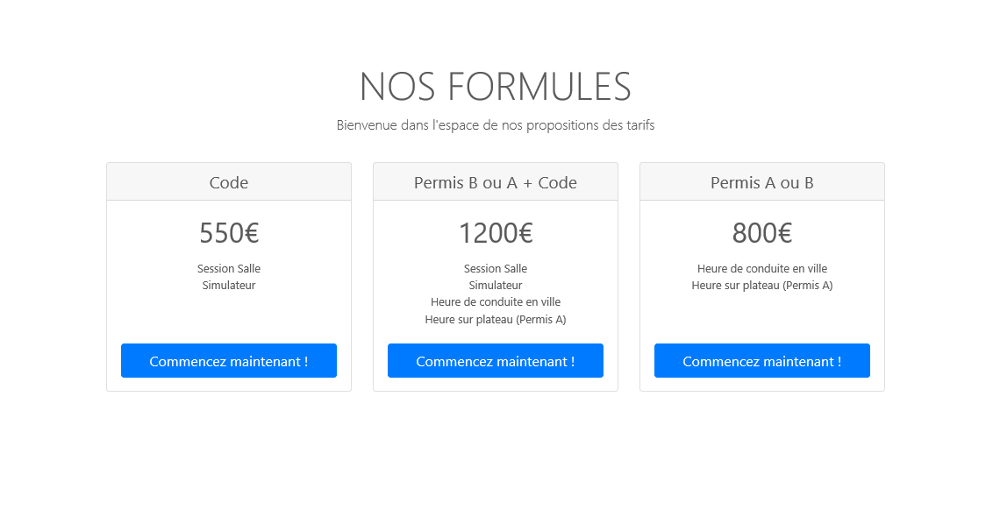 NOS FORMULES
Bienvenue dans l'espace de nos propositions des tarifs
Code
550€
Session Salle
Simulateur
Commencez maintenant !
Permis B ou A + Code
1200€
Session Salle
Simulateur
Heure de conduite en ville
Heure sur plateau (Permis A)
Commencez maintenant !
Permis A ou B
800€
Heure de conduite en ville
Heure sur plateau (Permis A)
Commencez maintenant !